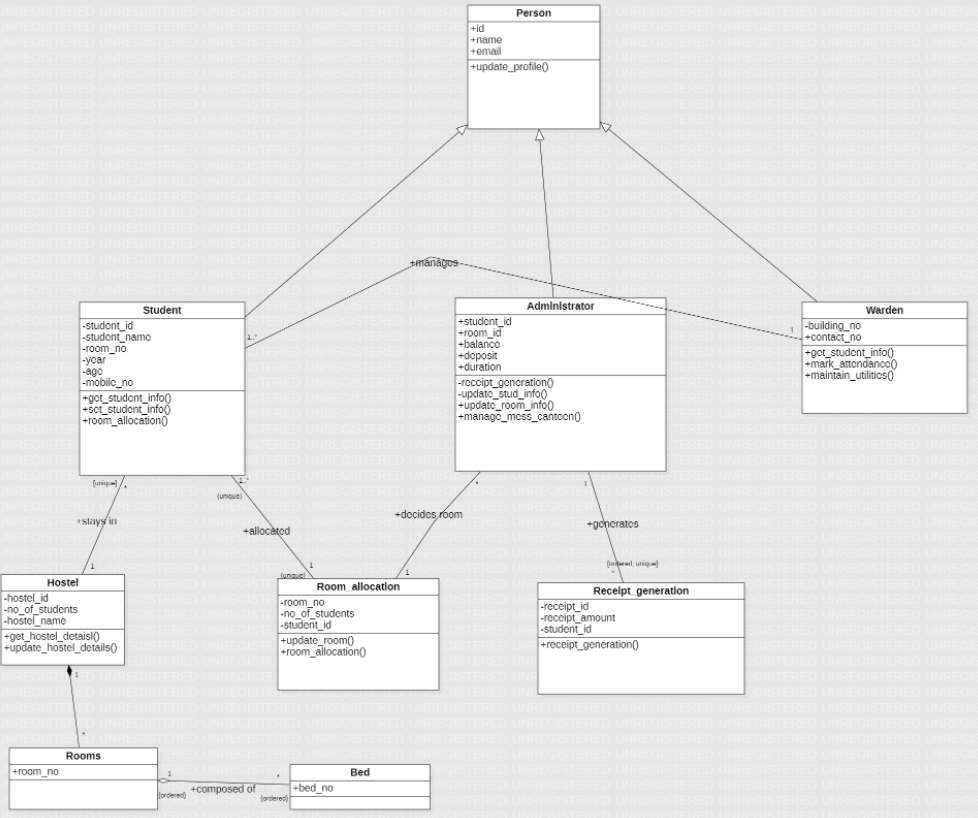 Person
+id
+name
+email
+update_profile()
+manages
Student
-student_id
-student_name
-room_no
-year
-age
-mobile_no
+get_student_info()
+set_student_info()
+room_allocation()
1..*
Administrator
+student_id
+room_id
+balance
+deposit
+duration
-receipt_generation()
-update_stud_info()
+update_room_info()
+manage_mess_canteen()
1
Warden
-building_no
+contact_no
+get_student_info()
+mark_attendance()
+maintain_utilities()
{unique}
*
+stays in
1
1..*
{unique}
+allocated
1
{unique}
*
+decides room
1
1
+generates
{ordered, unique}
*
Hostel
-hostel_id
-no_of_students
-hostel_name
+get_hostel_detaisl()
+update_hostel_details()
Room_allocation
-room_no
-no_of_students
-student_id
+update_room()
+room_allocation()
Receipt_generation
-receipt_id
-receipt_amount
-student_id
+receipt_generation()
1
*
Rooms
+room_no
1
{ordered}
+composed of
*
{ordered}
Bed
+bed_no